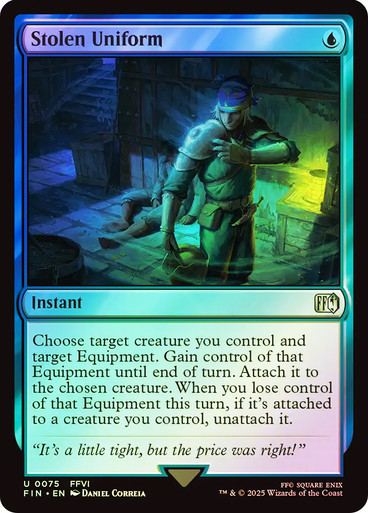 Stolen Uniform
Instant
FFVI
Choose target creature you control and
target Equipment. Gain control of that
Equipment until end of turn. Attach it to
the chosen creature. When you lose control
of that Equipment this turn, if it's attached
to a creature you control, unattach it.
"It's a little tight, but the price was right!"
U 0075 FFVI
FIN • EN Daniel Correia
FF© SQUARE ENIX
™ & © 2025 Wizards of the Coast